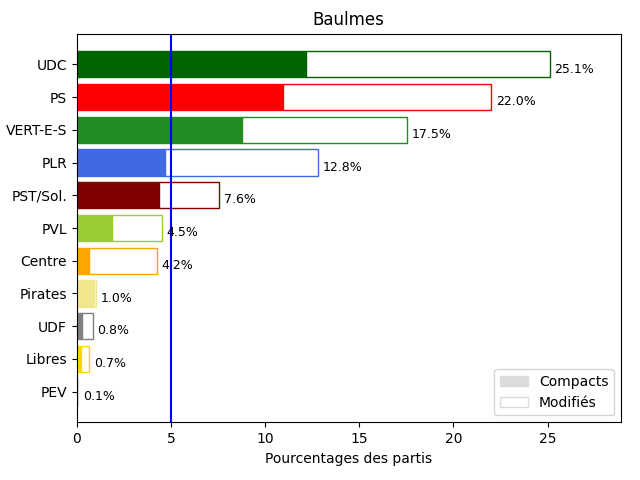 Baulmes
UDC 25.1%
PS 22.0%
VERT-E-S 17.5%
PLR 12.8%
PST/Sol. 7.6%
PVL 4.5%
Centre 4.2%
Pirates 1.0%
UDF 0.8%
Libres 0.7%
PEV 0.1%
Compacts
Modifiés
0 5 10 15 20 25
Pourcentages des partis